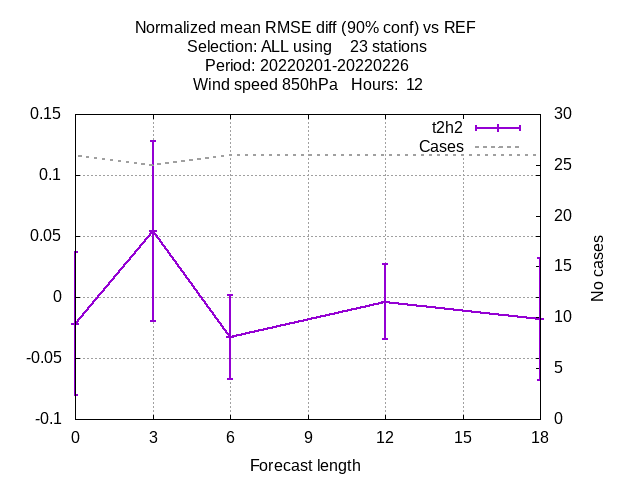 Normalized mean RMSE diff (90% conf) vs REF
Selection: ALL using    23 stations
Period: 20220201-20220226
Wind speed 850hPa   Hours:  12
t2h2
Cases
0.15
0.1
0.05
0
-0.05
-0.1
30
25
20
15
10
5
0
No cases
0 3 6 9 12 15 18
Forecast length